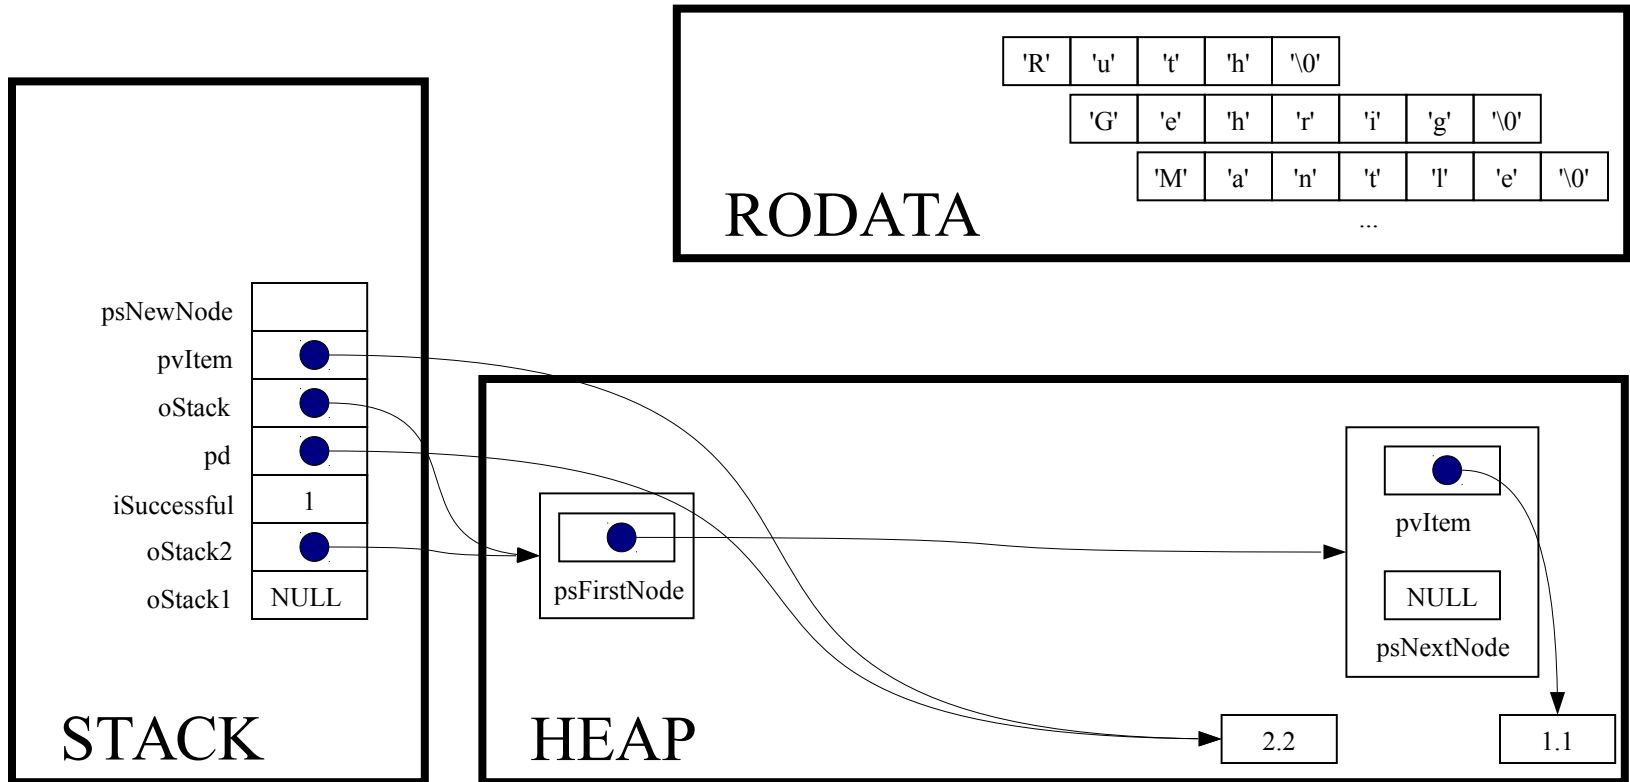 'R' 'u' 't' 'h' '\0'
'G' 'e' 'h' 'r' 'i' 'g' '\0'
'M' 'a' 'n' 't' 'l' 'e' '\0'
...
RODATA
psNewNode
pvItem
oStack
pd
iSuccessful 1
oStack2
oStack1 NULL
STACK
psFirstNode
pvItem
NULL
psNextNode
2.2
1.1
HEAP